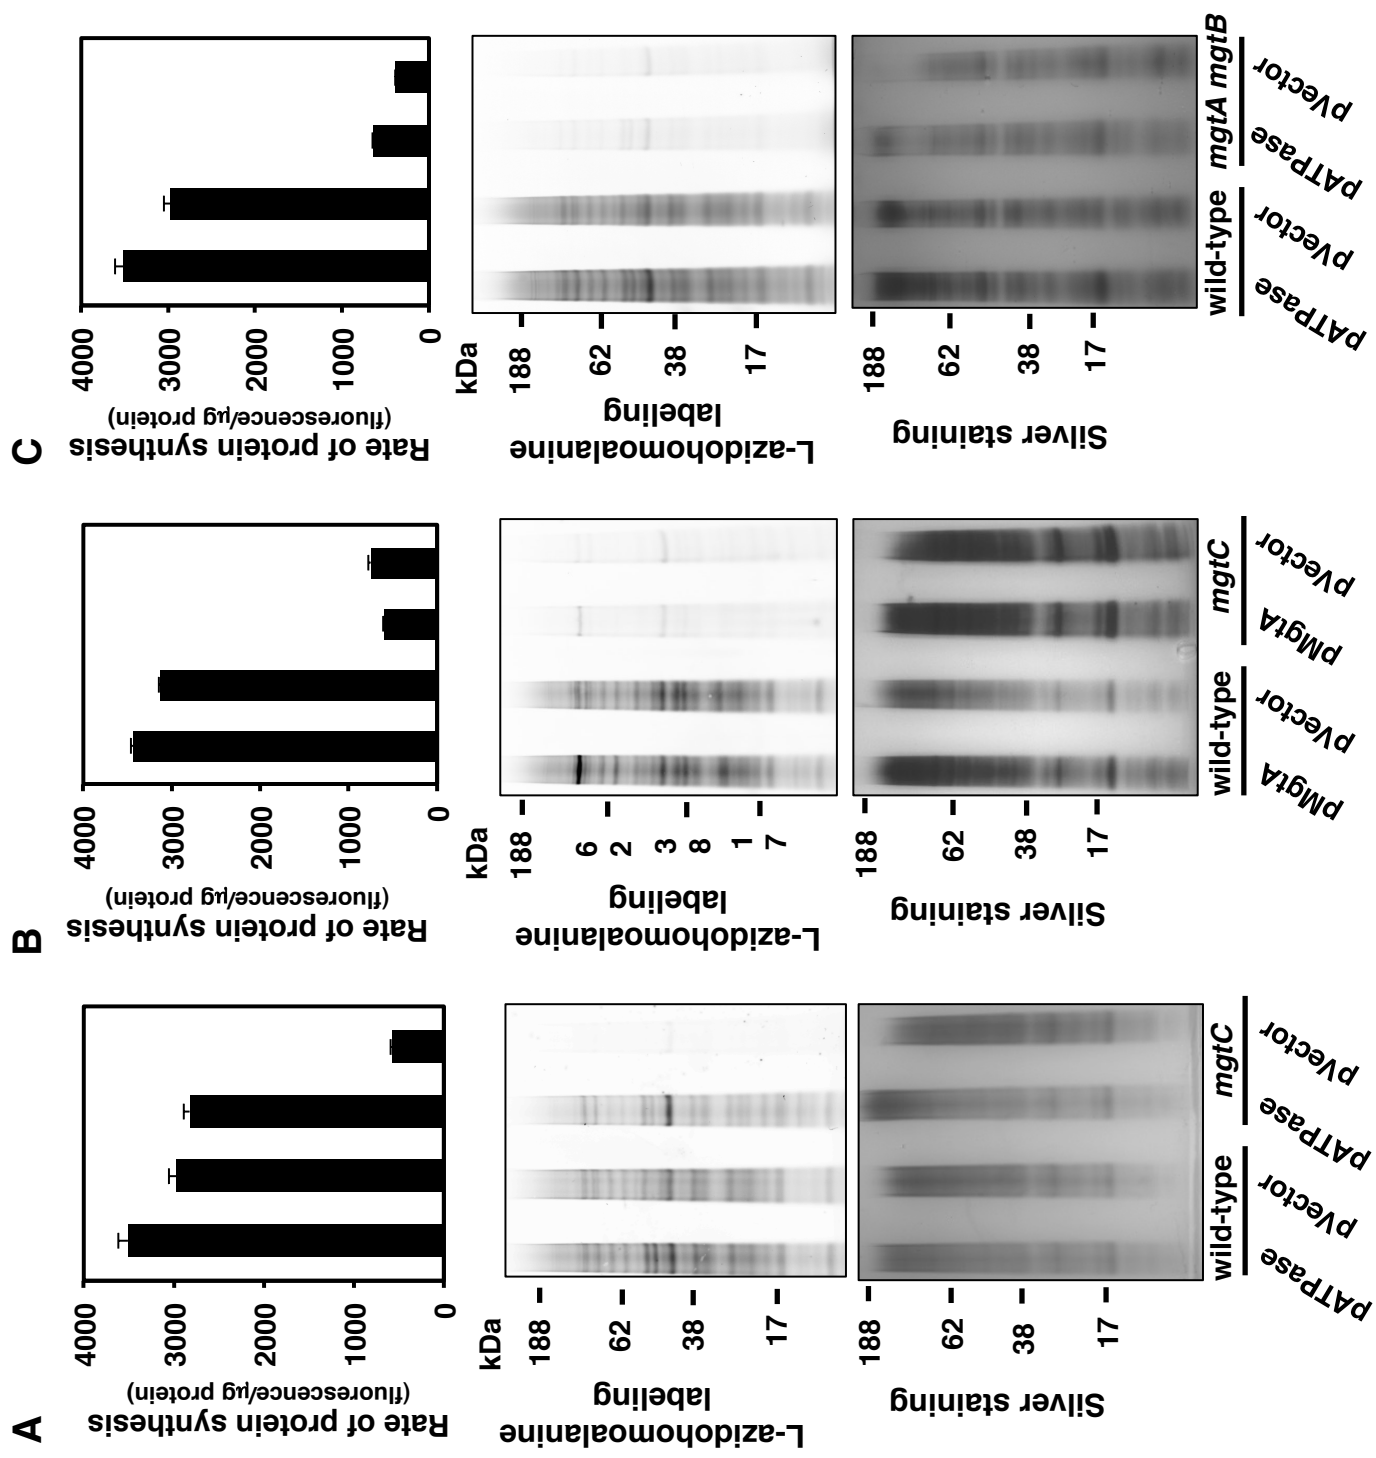 A
Rate of protein synthesis
(fluorescence/µg protein)
4000
3000
2000
1000
0
kDa
188
62
38
17
L-azidohomoalanine
labeling
188
62
38
17
Silver staining
pATPase
pVector
pATPase
pVector
wild-type
mgtC
B
Rate of protein synthesis
(fluorescence/µg protein)
4000
3000
2000
1000
0
kDa
188
6
2
3
8
1
7
L-azidohomoalanine
labeling
188
62
38
17
Silver staining
pMgtA
pVector
pMgtA
pVector
wild-type
mgtC
C
Rate of protein synthesis
(fluorescence/µg protein)
4000
3000
2000
1000
0
kDa
188
62
38
17
L-azidohomoalanine
labeling
188
62
38
17
Silver staining
pATPase
pVector
pATPase
pVector
wild-type
mgtA mgtB